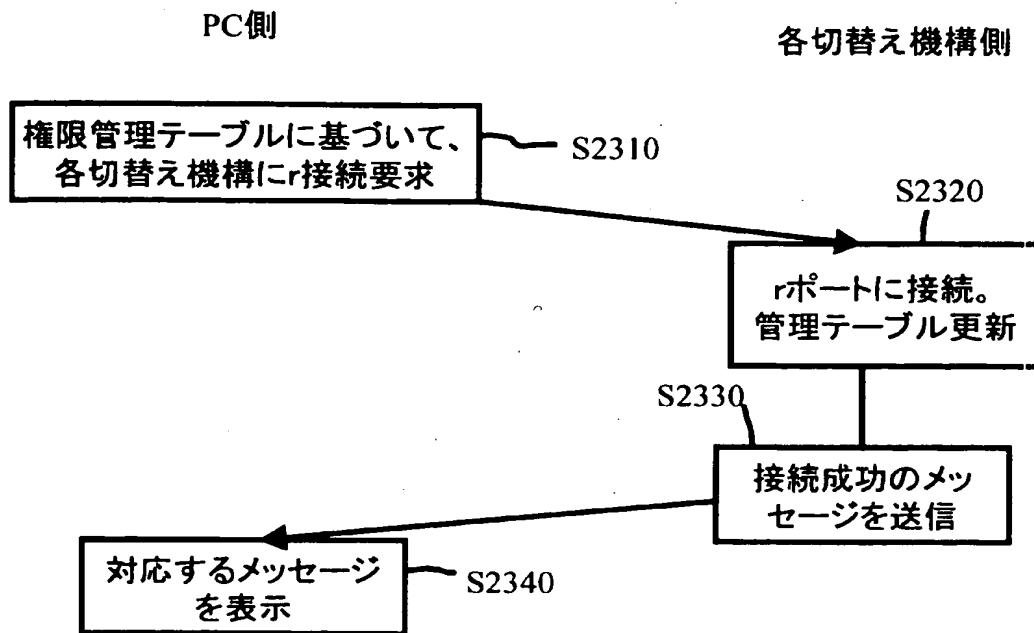 PC側
各切替え機構側
権限管理テーブルに基づいて、
各切替え機構にr接続要求
S2310
S2320
rポートに接続。
管理テーブル更新
S2330
接続成功のメッ
セージを送信
対応するメッセージ
を表示
S2340